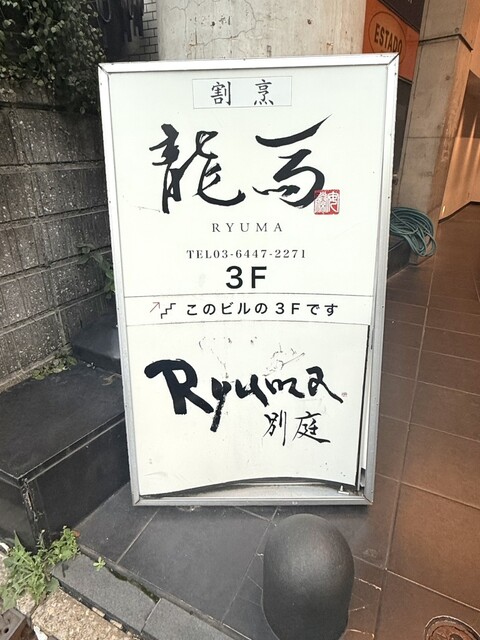 ESTADO
割烹
龍馬
RYUMA
TEL03-6447-2271
3F
このビルの3Fです
Ryuma
別庭